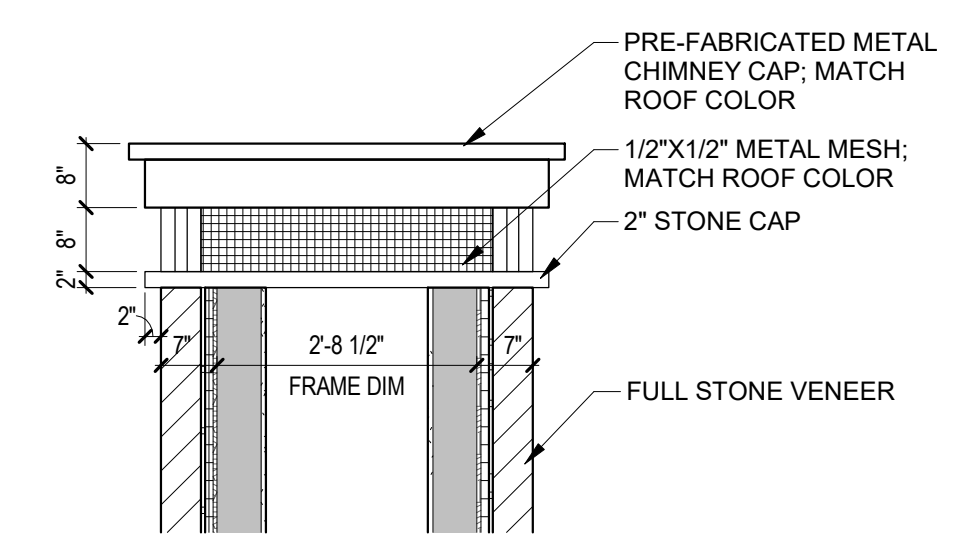 PRE-FABRICATED METAL
CHIMNEY CAP; MATCH
ROOF COLOR
1/2"X1/2" METAL MESH;
MATCH ROOF COLOR
2" STONE CAP
8"
8"
2"
2"
7"
2'-8 1/2"
7"
FRAME DIM
FULL STONE VENEER